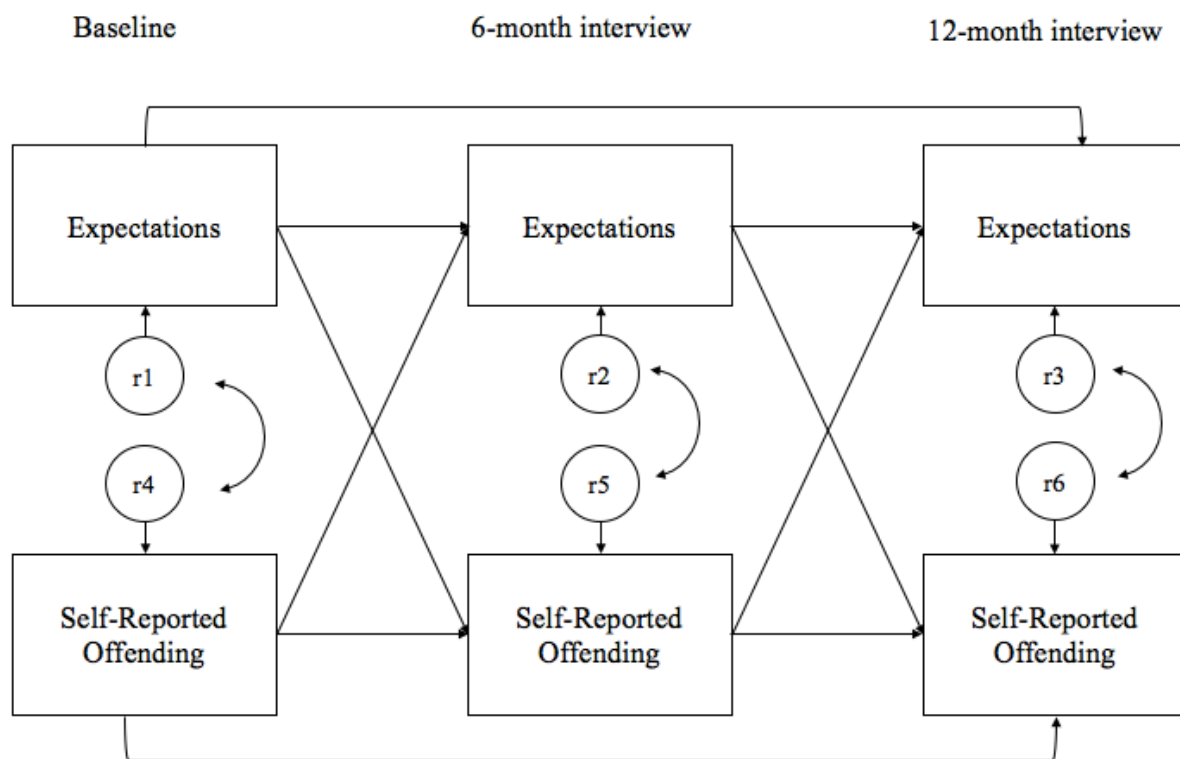 Baseline
6-month interview
12-month interview
Expectations
Expectations
Expectations
r1
r2
r3
r4
r5
r6
Self-Reported
Offending
Self-Reported
Offending
Self-Reported
Offending